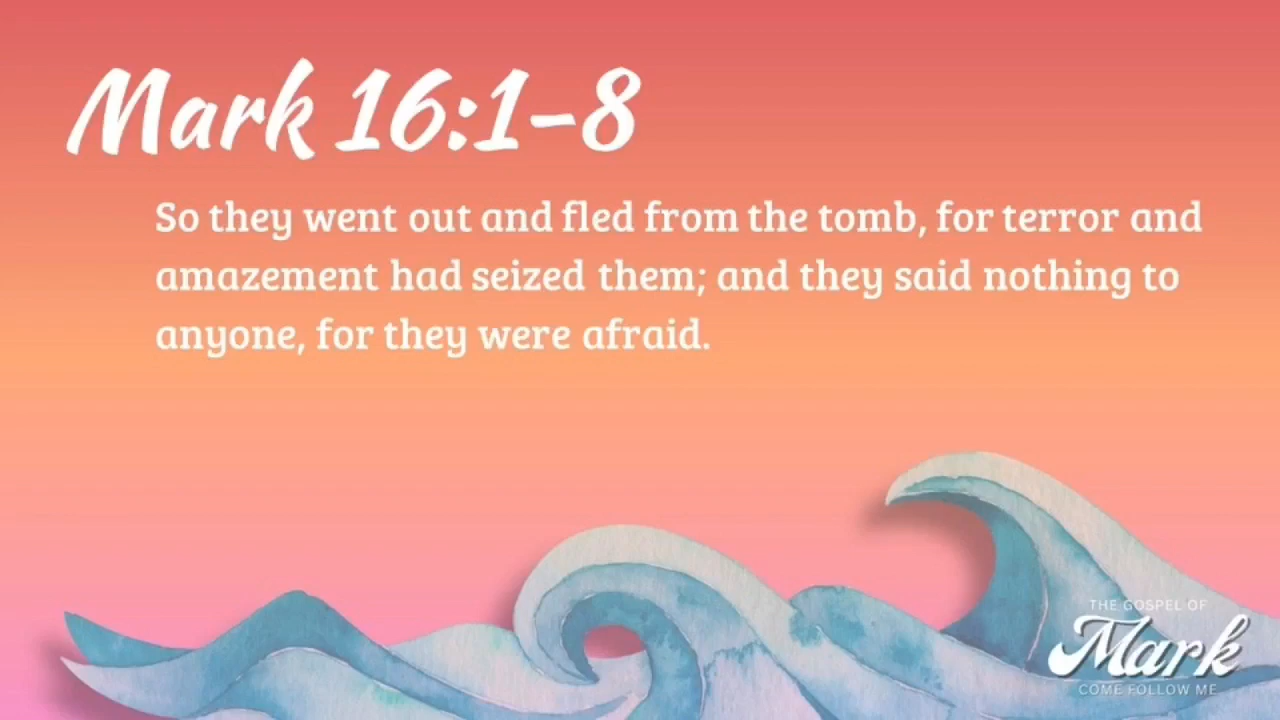 Mark 16:1-8
So they went out and fled from the tomb, for terror and
amazement had seized them; and they said nothing to
anyone, for they were afraid.
THE GOSPEL OF
Mark
COME FOLLOW ME